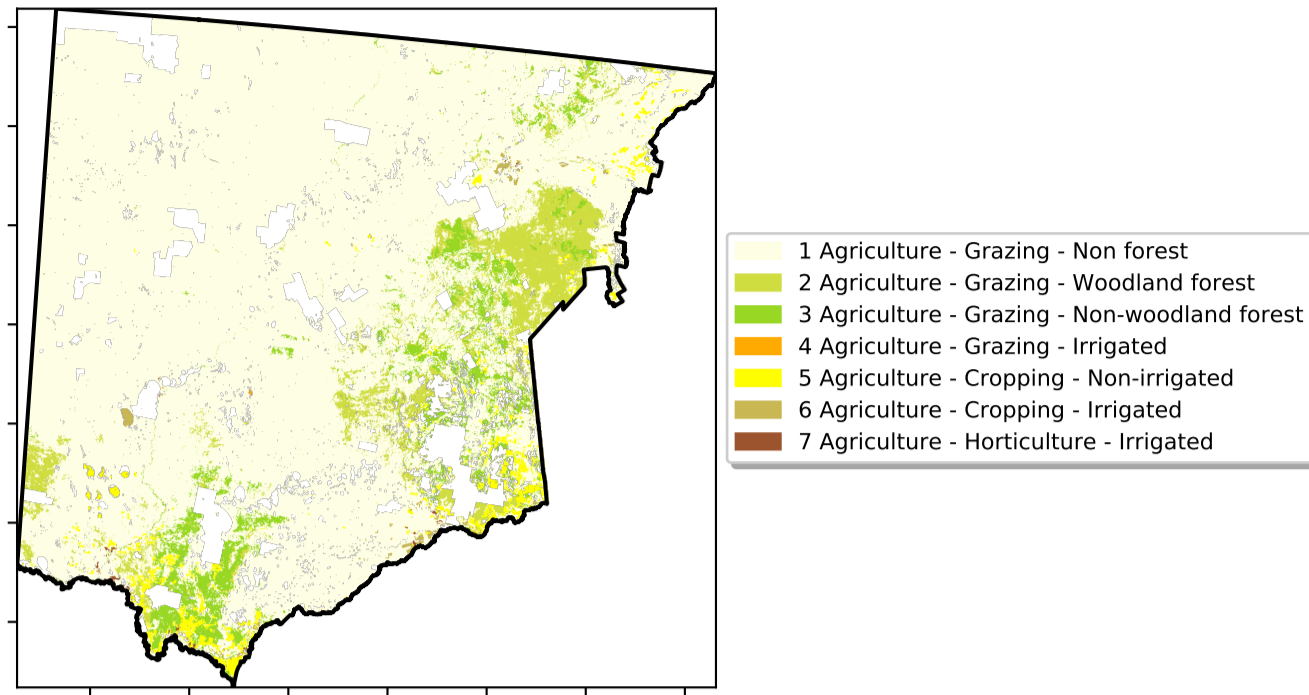 1 Agriculture - Grazing - Non forest
2 Agriculture - Grazing - Woodland forest
3 Agriculture - Grazing - Non-woodland forest
4 Agriculture - Grazing - Irrigated
5 Agriculture - Cropping - Non-irrigated
6 Agriculture - Cropping - Irrigated
7 Agriculture - Horticulture - Irrigated